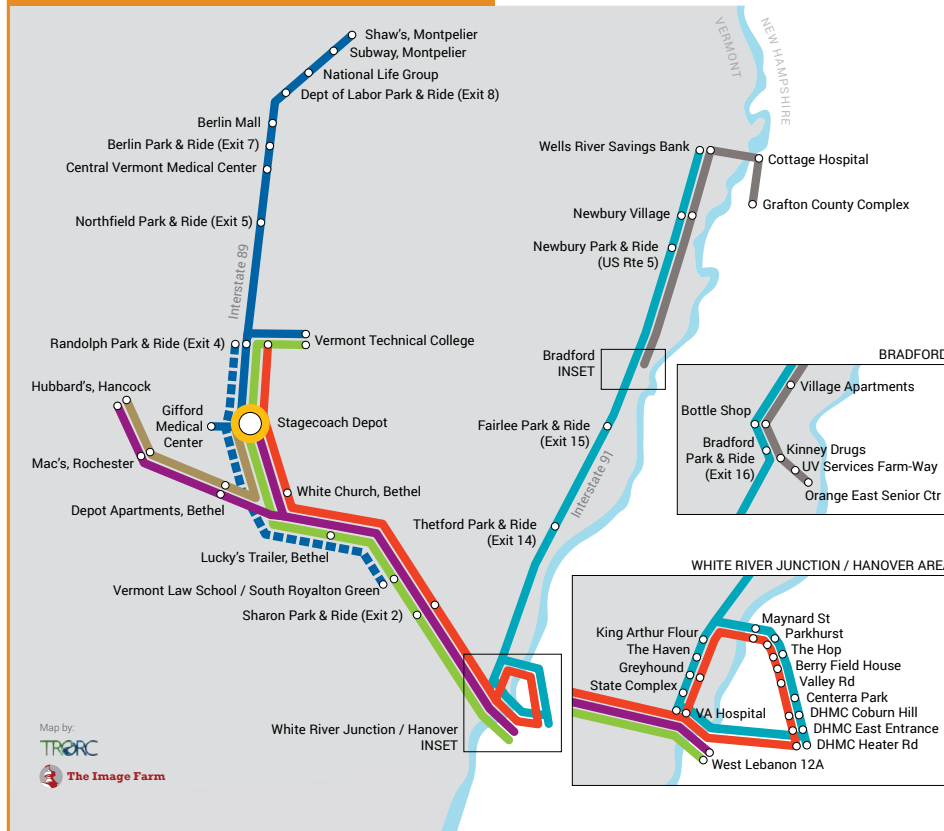 Shaw's, Montpelier
Subway, Montpelier
National Life Group
Dept of Labor Park & Ride (Exit 8)
Berlin Mall
Berlin Park & Ride (Exit 7)
Central Vermont Medical Center
Northfield Park & Ride (Exit 5)
Interstate 89
Randolph Park & Ride (Exit 4)
Vermont Technical College
Hubbard's, Hancock
Gifford
Medical
Center
Stagecoach Depot
Mac's, Rochester
White Church, Bethel
Depot Apartments, Bethel
Lucky's Trailer, Bethel
Vermont Law School / South Royalton Green
Sharon Park & Ride (Exit 2)
White River Junction / Hanover
INSET
VERMONT
NEW HAMPSHIRE
Wells River Savings Bank
Cottage Hospital
Grafton County Complex
Newbury Village
Newbury Park & Ride
(US Rte 5)
Bradford
INSET
Fairlee Park & Ride
(Exit 15)
Interstate 91
Thetford Park & Ride
(Exit 14)
BRADFORD
Village Apartments
Bottle Shop
Bradford
Park & Ride
(Exit 16)
Kinney Drugs
UV Services Farm-Way
Orange East Senior Ctr
WHITE RIVER JUNCTION / HANOVER AREA
Maynard St
King Arthur Flour
Parkhurst
The Haven
The Hop
Greyhound
Berry Field House
State Complex
Valley Rd
Centerra Park
VA Hospital
DHMC Coburn Hill
DHMC East Entrance
DHMC Heater Rd
West Lebanon 12A
Map by:
TRORC
The Image Farm